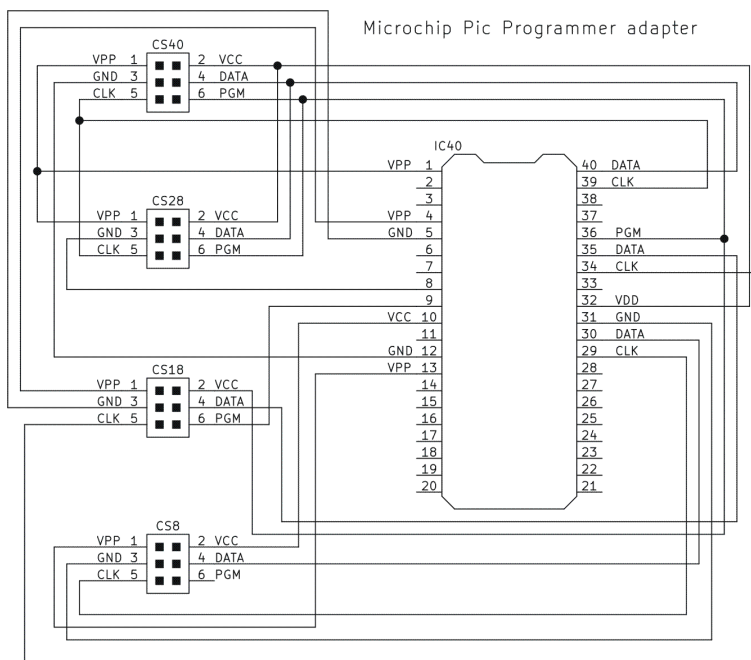 Microchip Pic Programmer adapter
CS40
VPP 1 2 VCC
GND 3 4 DATA
CLK 5 6 PGM
CS28
VPP 1 2 VCC
GND 3 4 DATA
CLK 5 6 PGM
CS18
VPP 1 2 VCC
GND 3 4 DATA
CLK 5 6 PGM
CS8
VPP 1 2 VCC
GND 3 4 DATA
CLK 5 6 PGM
IC40
VPP 1 40 DATA
2 39 CLK
3 38
VPP 4 37
GND 5 36 PGM
6 35 DATA
7 34 CLK
8 33
9 32 VDD
VCC 10 31 GND
11 30 DATA
GND 12 29 CLK
VPP 13 28
14 27
15 26
16 25
17 24
18 23
19 22
20 21